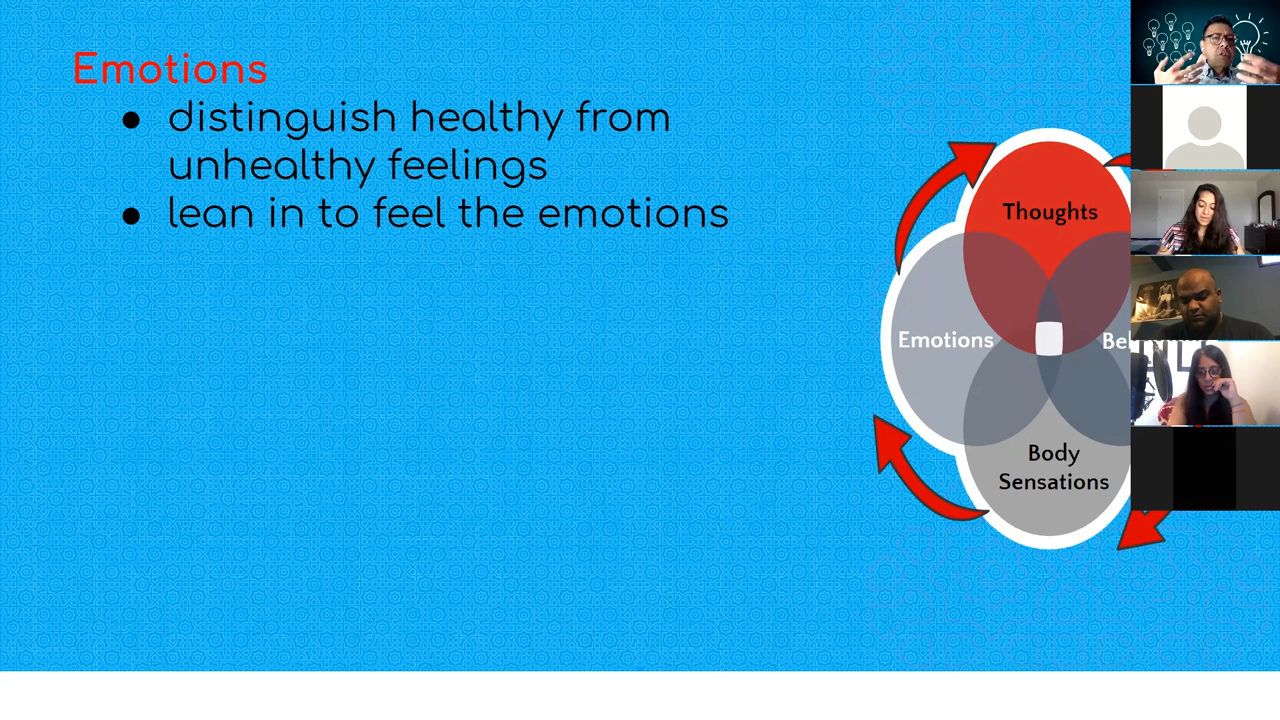 Emotions
● distinguish healthy from
unhealthy feelings
● lean in to feel the emotions
Thoughts
Emotions
Body
Sensations